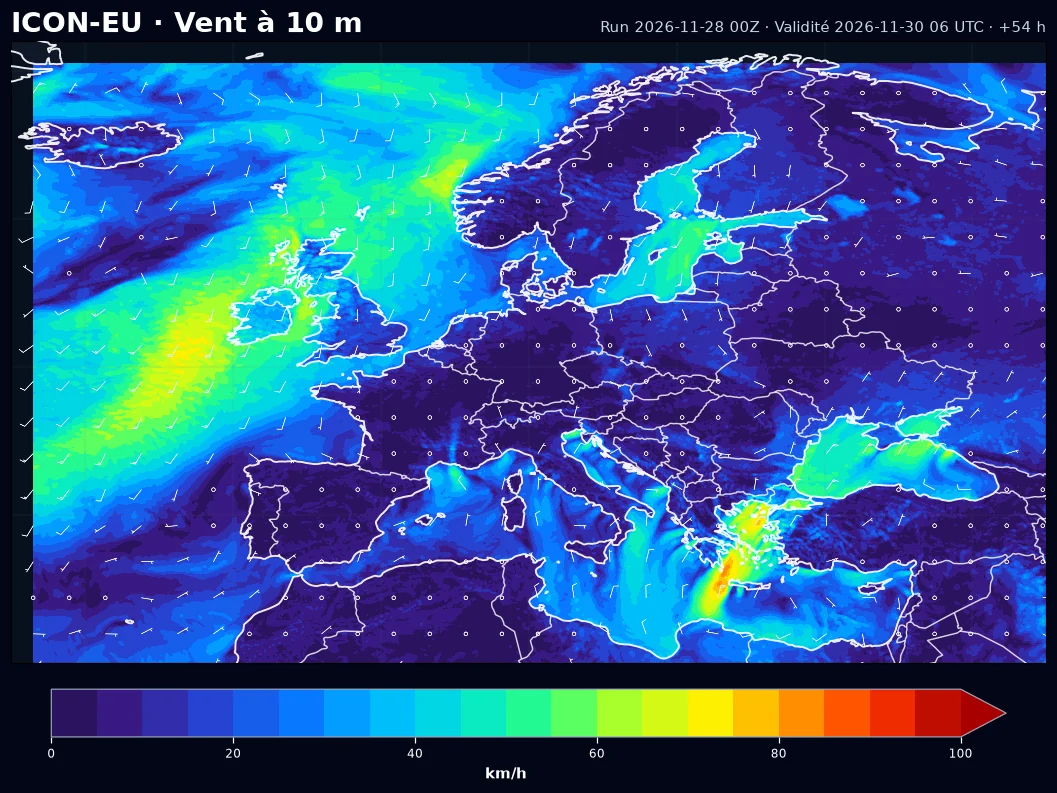 ICON-EU · Vent à 10 m
Run 2026-11-28 00Z · Validité 2026-11-30 06 UTC · +54 h
0 20 40 60 80 100
km/h